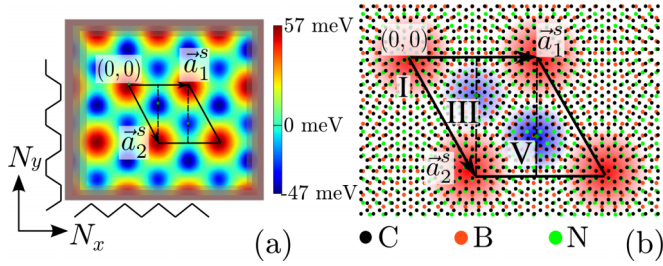 57 meV
0 meV
-47 meV
(0,0)
a⃗₁ˢ
a⃗₂ˢ
N_y
N_x
(a)
(0,0)
a⃗₁ˢ
I
III
V
a⃗₂ˢ
C B N
(b)